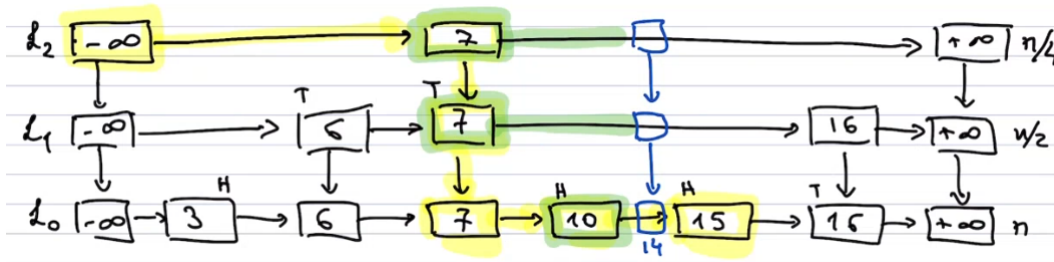 L₂ -∞ 7 +∞ n/4
T T
L₁ -∞ 6 7 16 +∞ n/2
H H H T
L₀ -∞ 3 6 7 10 15 16 +∞ n
14